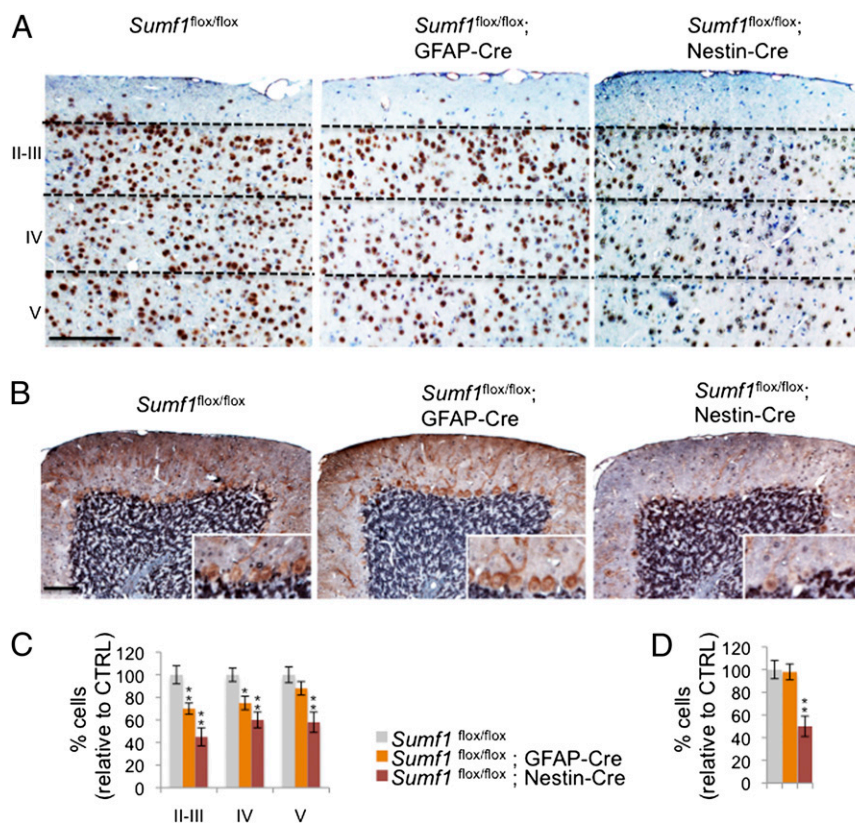 A
Sumf1flox/flox
Sumf1flox/flox;
GFAP-Cre
Sumf1flox/flox;
Nestin-Cre
II-III
IV
V
B
Sumf1flox/flox
Sumf1flox/flox;
GFAP-Cre
Sumf1flox/flox;
Nestin-Cre
C
% cells
(relative to CTRL)
120
100
80
60
40
20
0
**
**
*
**
**
II-III
IV
V
Sumf1 flox/flox
Sumf1 flox/flox ; GFAP-Cre
Sumf1 flox/flox ; Nestin-Cre
D
% cells
(relative to CTRL)
120
100
80
60
40
20
0
**